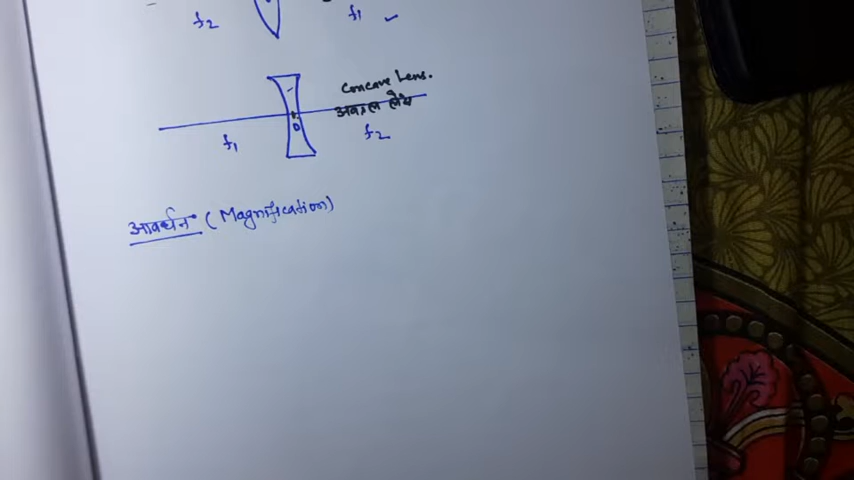 f₂
f₁
Concave Lens.
अवतल लेंस
O
f₁
f₂
आवर्धन (Magnification)